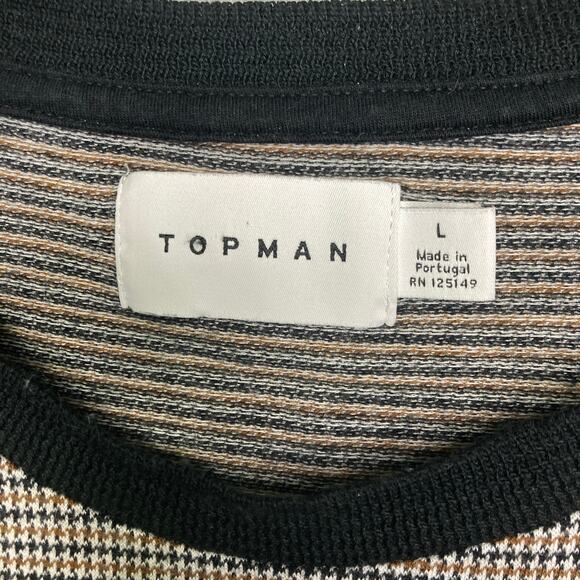 TOPMAN
L
Made in
Portugal
RN 125149